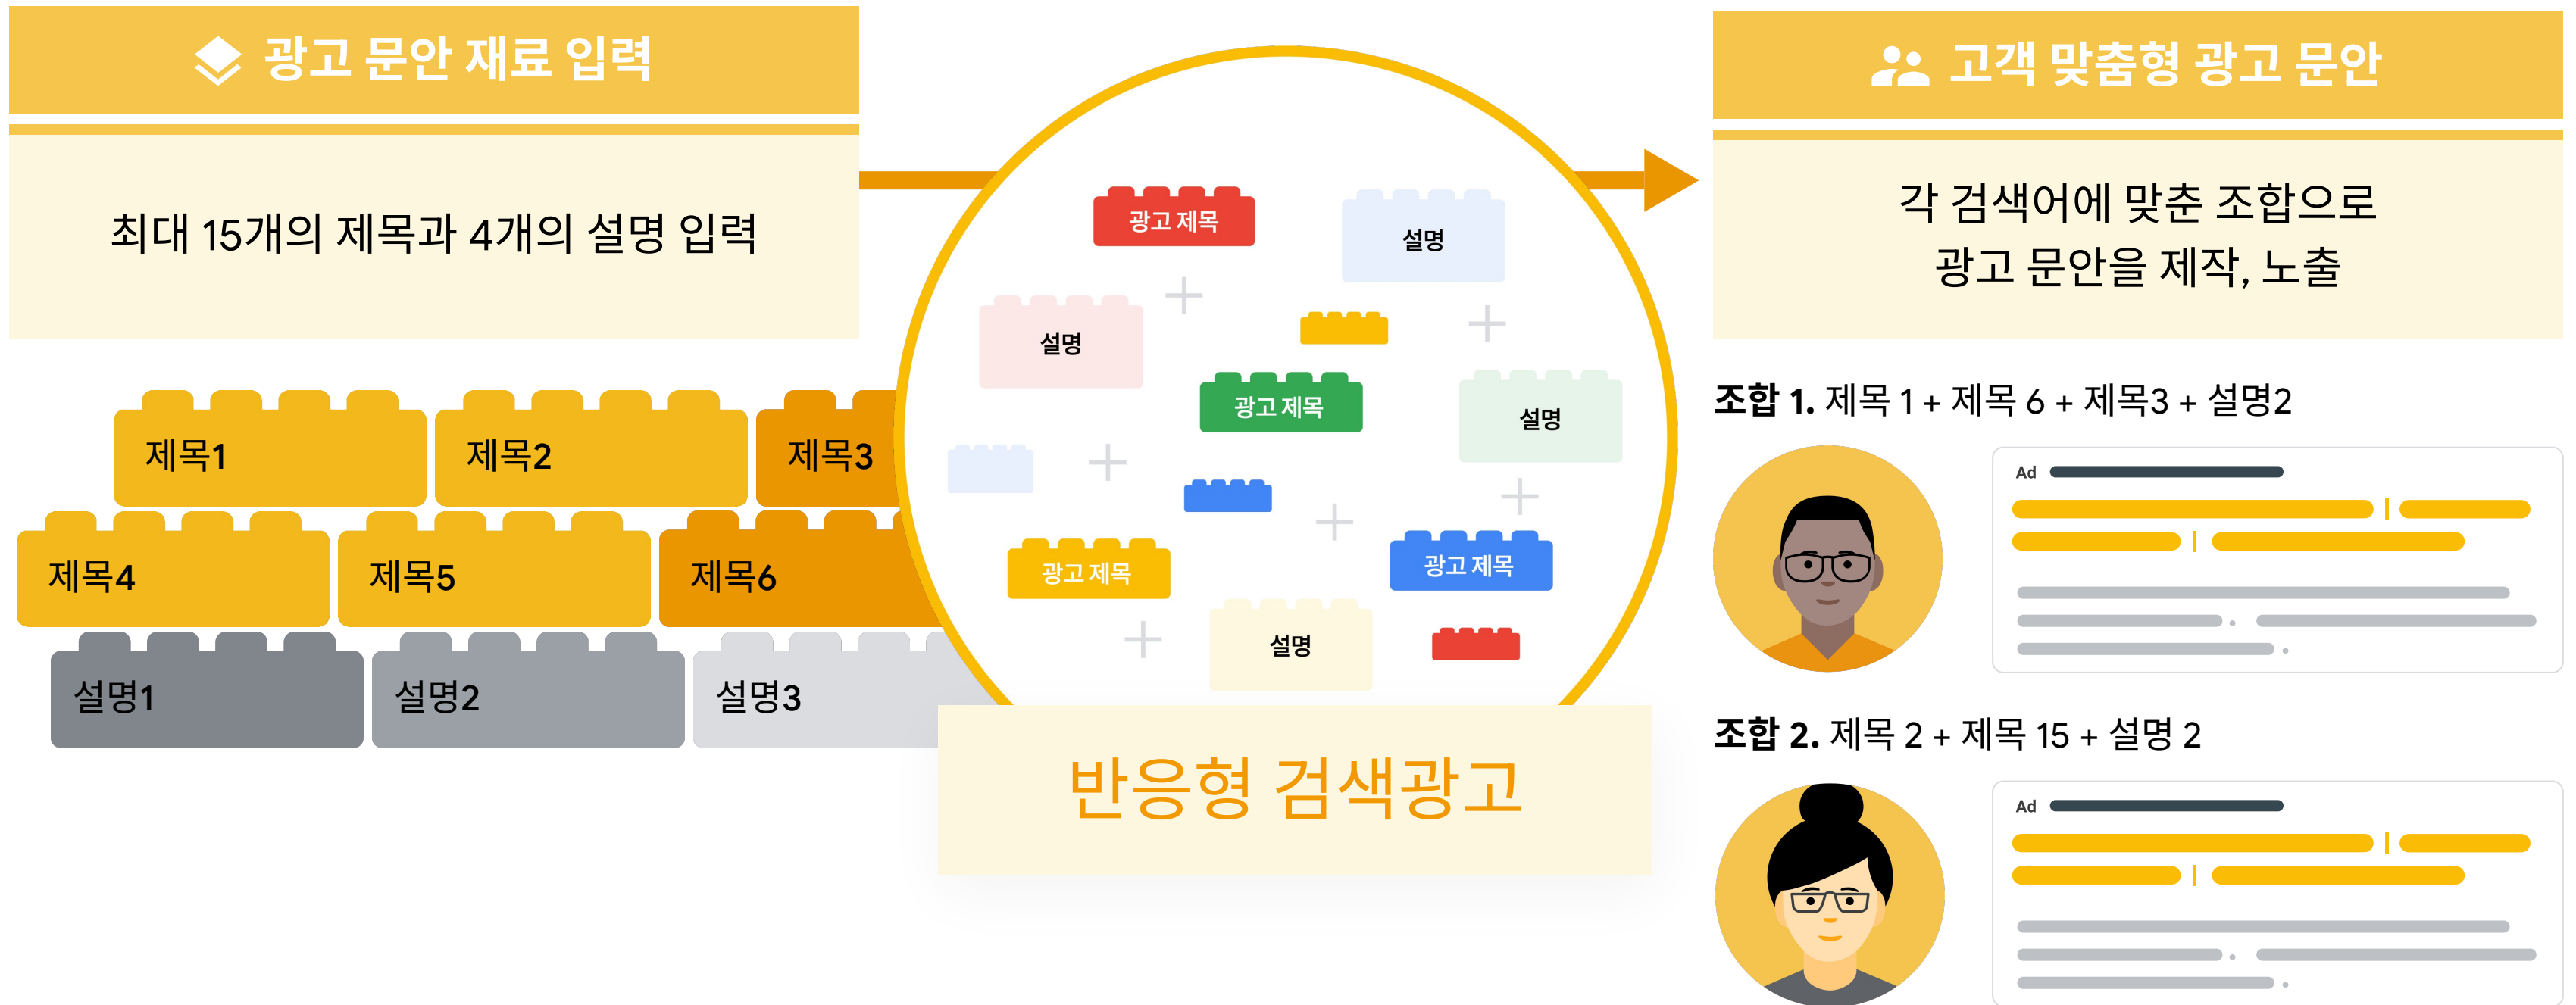 광고 문안 재료 입력
최대 15개의 제목과 4개의 설명 입력
제목1
제목2
제목3
제목4
제목5
제목6
설명1
설명2
설명3
광고 제목
설명
설명
광고 제목
설명
광고 제목
광고 제목
설명
반응형 검색광고
고객 맞춤형 광고 문안
각 검색어에 맞춘 조합으로
광고 문안을 제작, 노출
조합 1. 제목 1 + 제목 6 + 제목3 + 설명2
Ad
조합 2. 제목 2 + 제목 15 + 설명 2
Ad